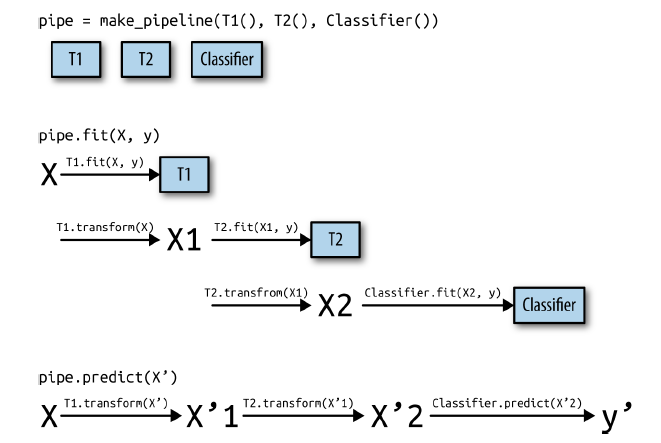 pipe = make_pipeline(T1(), T2(), Classifier())
T1 T2 Classifier
pipe.fit(X, y)
X T1.fit(X, y) T1
T1.transform(X) X1 T2.fit(X1, y) T2
T2.transfrom(X1) X2 Classifier.fit(X2, y) Classifier
pipe.predict(X’)
X T1.transform(X’) X’1 T2.transform(X’1) X’2 Classifier.predict(X’2) y’